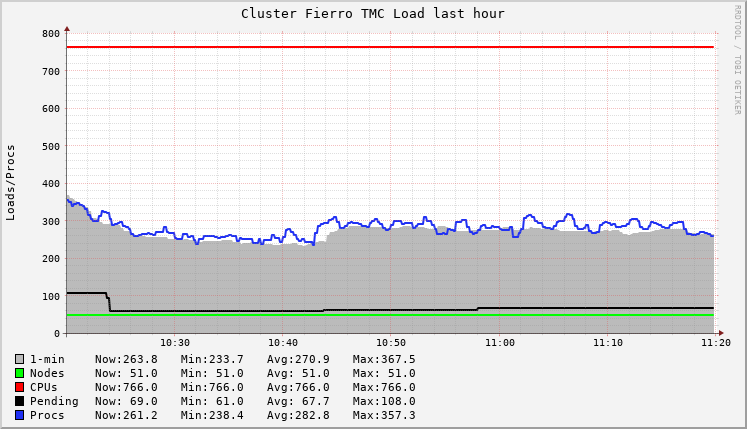 Cluster Fierro TMC Load last hour
RRDTOOL / TOBI OETIKER
Loads/Procs
800
700
600
500
400
300
200
100
0
10:30 10:40 10:50 11:00 11:10 11:20
1-min Now:263.8 Min:233.7 Avg:270.9 Max:367.5
Nodes Now: 51.0 Min: 51.0 Avg: 51.0 Max: 51.0
CPUs Now:766.0 Min:766.0 Avg:766.0 Max:766.0
Pending Now: 69.0 Min: 61.0 Avg: 67.7 Max:108.0
Procs Now:261.2 Min:238.4 Avg:282.8 Max:357.3